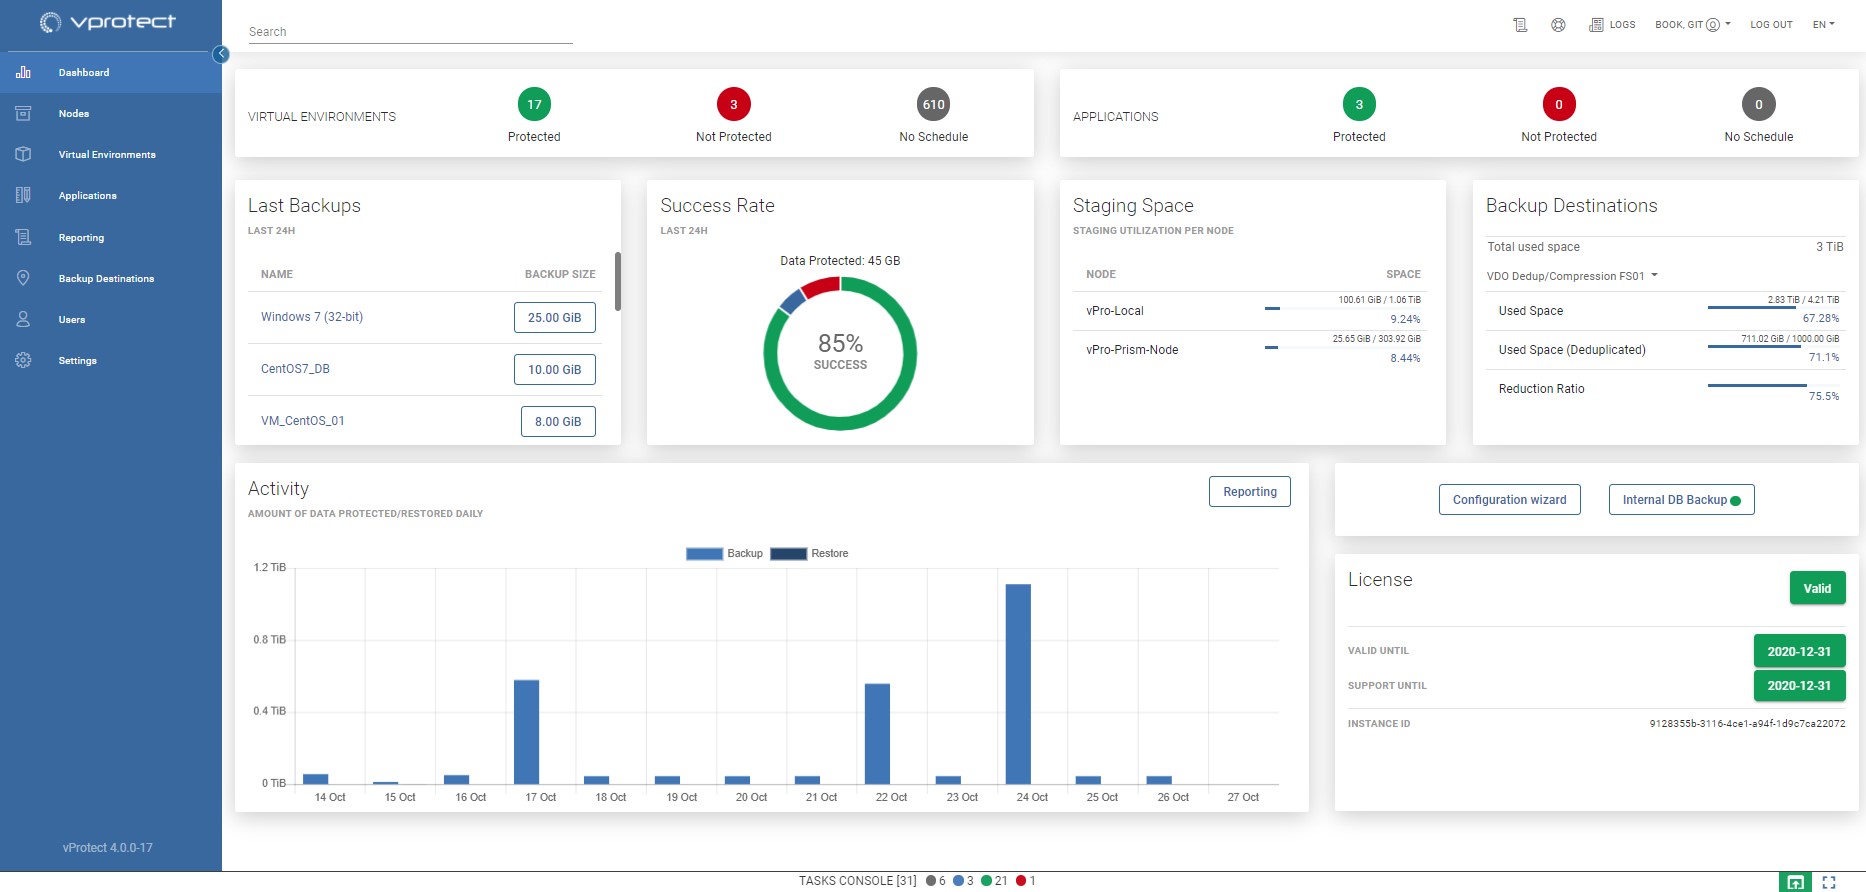 vprotect
Search
LOGS
BOOK, GIT
LOG OUT
EN
Dashboard
Nodes
Virtual Environments
Applications
Reporting
Backup Destinations
Users
Settings
vProtect 4.0.0-17
VIRTUAL ENVIRONMENTS
17
Protected
3
Not Protected
610
No Schedule
APPLICATIONS
3
Protected
0
Not Protected
0
No Schedule
Last Backups
LAST 24H
NAME BACKUP SIZE
Windows 7 (32-bit) 25.00 GiB
CentOS7_DB 10.00 GiB
VM_CentOS_01 8.00 GiB
Success Rate
LAST 24H
Data Protected: 45 GB
85%
SUCCESS
Staging Space
STAGING UTILIZATION PER NODE
NODE SPACE
100.61 GiB / 1.06 TiB
vPro-Local
9.24%
25.65 GiB / 303.92 GiB
vPro-Prism-Node
8.44%
Backup Destinations
Total used space 3 TiB
VDO Dedup/Compression FS01
2.83 TiB / 4.21 TiB
Used Space
67.28%
711.02 GiB / 1000.00 GiB
Used Space (Deduplicated)
71.1%
Reduction Ratio
75.5%
Activity
Reporting
AMOUNT OF DATA PROTECTED/RESTORED DAILY
Backup Restore
1.2 TiB
0.8 TiB
0.4 TiB
0 TiB
14 Oct 15 Oct 16 Oct 17 Oct 18 Oct 19 Oct 20 Oct 21 Oct 22 Oct 23 Oct 24 Oct 25 Oct 26 Oct 27 Oct
Configuration wizard
Internal DB Backup
License
Valid
VALID UNTIL 2020-12-31
SUPPORT UNTIL 2020-12-31
INSTANCE ID 9128355b-3116-4ce1-a94f-1d9c7ca22072
TASKS CONSOLE [31] 6 3 21 1